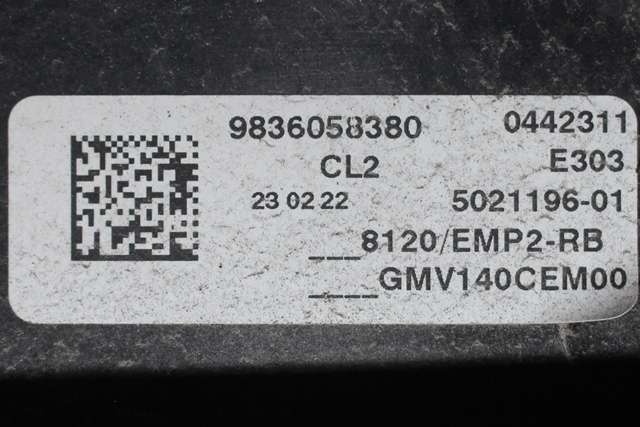 9836058380 0442311
CL2 E303
23 02 22 5021196-01
___8120/EMP2-RB
____GMV140CEM00